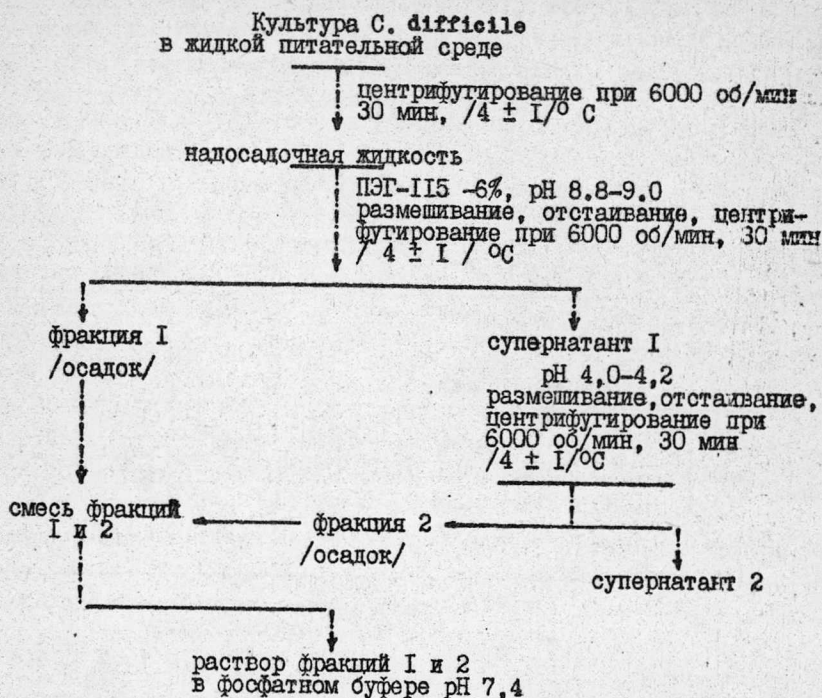 Культура C. difficile
в жидкой питательной среде
центрифугирование при 6000 об/мин
30 мин, /4 ± I/° C
надосадочная жидкость
ПЭГ-II5 -6%, pH 8.8-9.0
размешивание, отстаивание, центри-
фугирование при 6000 об/мин, 30 мин
/ 4 ± I / °C
фракция I
/осадок/
супернатант I
pH 4,0-4,2
размешивание, отстаивание,
центрифугирование при
6000 об/мин, 30 мин
/4 ± I/°C
смесь фракций
I и 2
фракция 2
/осадок/
супернатант 2
раствор фракций I и 2
в фосфатном буфере pH 7,4